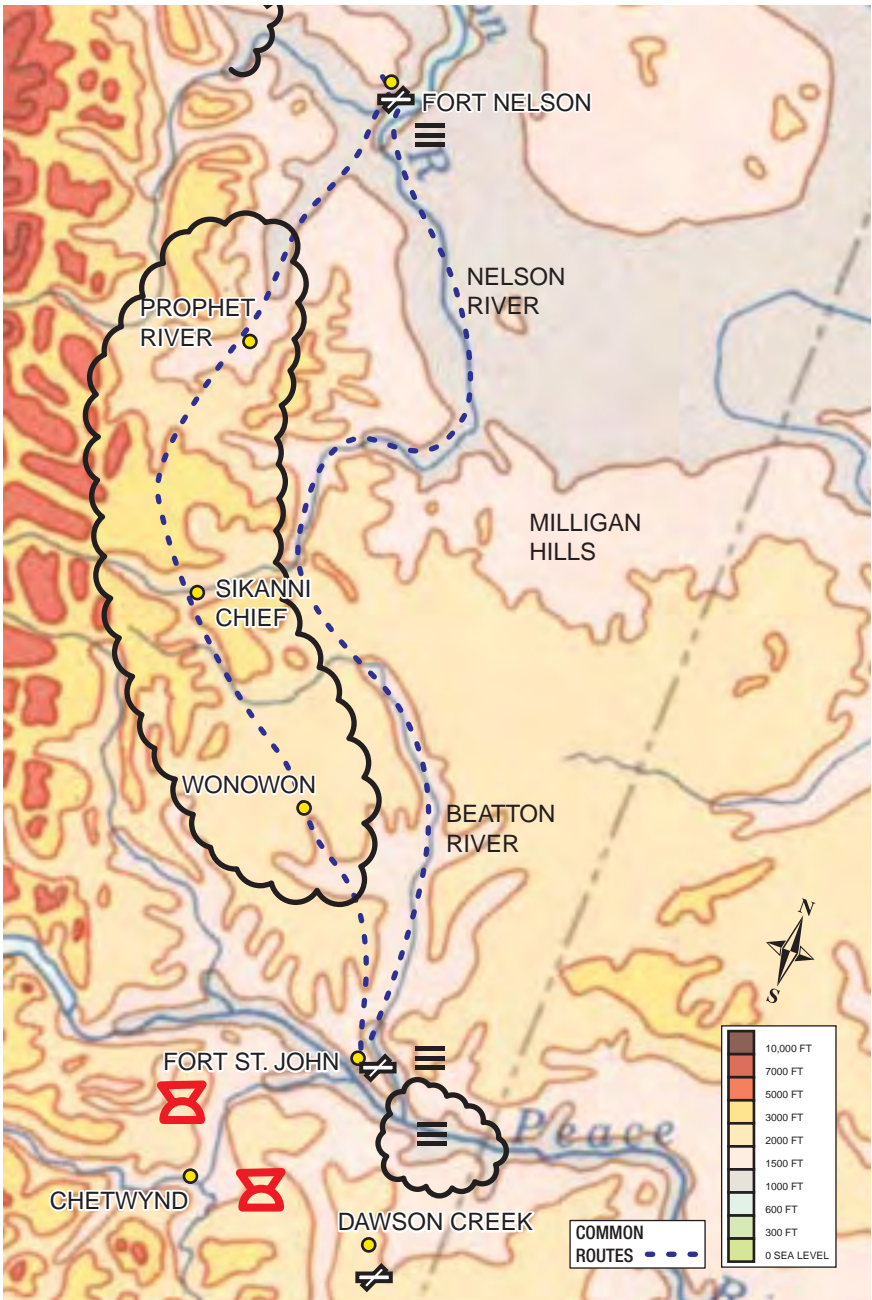 on
FORT NELSON
R
NELSON
RIVER
PROPHET
RIVER
MILLIGAN
HILLS
SIKANNI
CHIEF
WONOWON
BEATTON
RIVER
N
S
FORT ST. JOHN
Peace
CHETWYND
DAWSON CREEK
COMMON
ROUTES
10,000 FT
7000 FT
5000 FT
3000 FT
2000 FT
1500 FT
1000 FT
600 FT
300 FT
0 SEA LEVEL
R